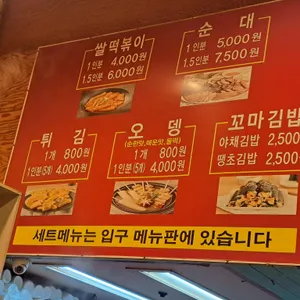 쌀떡볶이
1인분 4,000원
1.5인분 6,000원
순대
1인분 5,000원
1.5인분 7,500원
튀김
1개 800원
1인분(5개) 4,000원
오뎅
(순한맛,매운맛,물떡)
1개 800원
1인분(5개) 4,000원
꼬마김밥
야채김밥 2,500
땡초김밥 2,500
세트메뉴는 입구 메뉴판에 있습니다